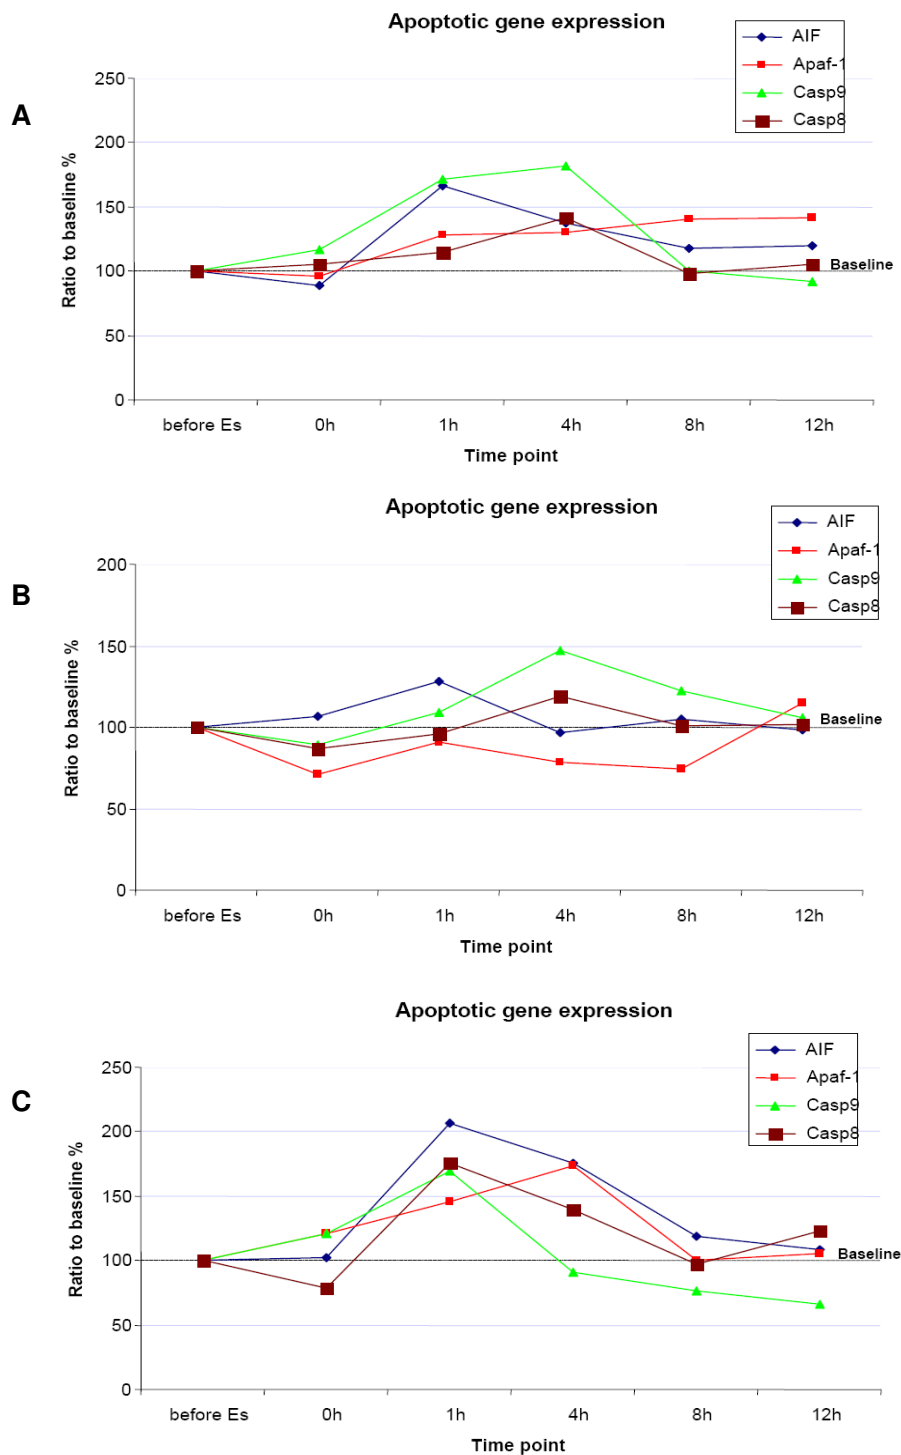 Apoptotic gene expression
AIF
Apaf-1
Casp9
Casp8
A
250
200
150
100
50
0
Ratio to baseline %
Baseline
before Es 0h 1h 4h 8h 12h
Time point
Apoptotic gene expression
AIF
Apaf-1
Casp9
Casp8
B
200
150
100
50
0
Ratio to baseline %
Baseline
before Es 0h 1h 4h 8h 12h
Time point
Apoptotic gene expression
AIF
Apaf-1
Casp9
Casp8
C
250
200
150
100
50
0
Ratio to baseline %
Baseline
before Es 0h 1h 4h 8h 12h
Time point